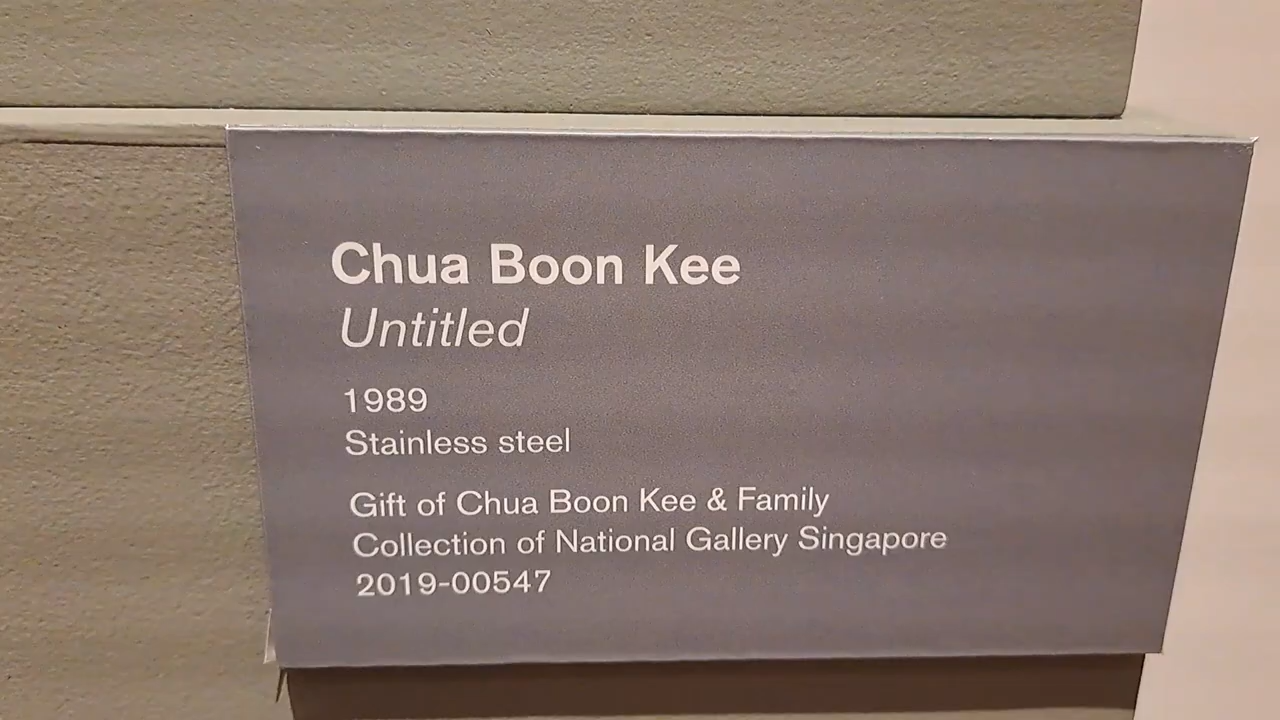 Chua Boon Kee
Untitled
1989
Stainless steel
Gift of Chua Boon Kee & Family
Collection of National Gallery Singapore
2019-00547